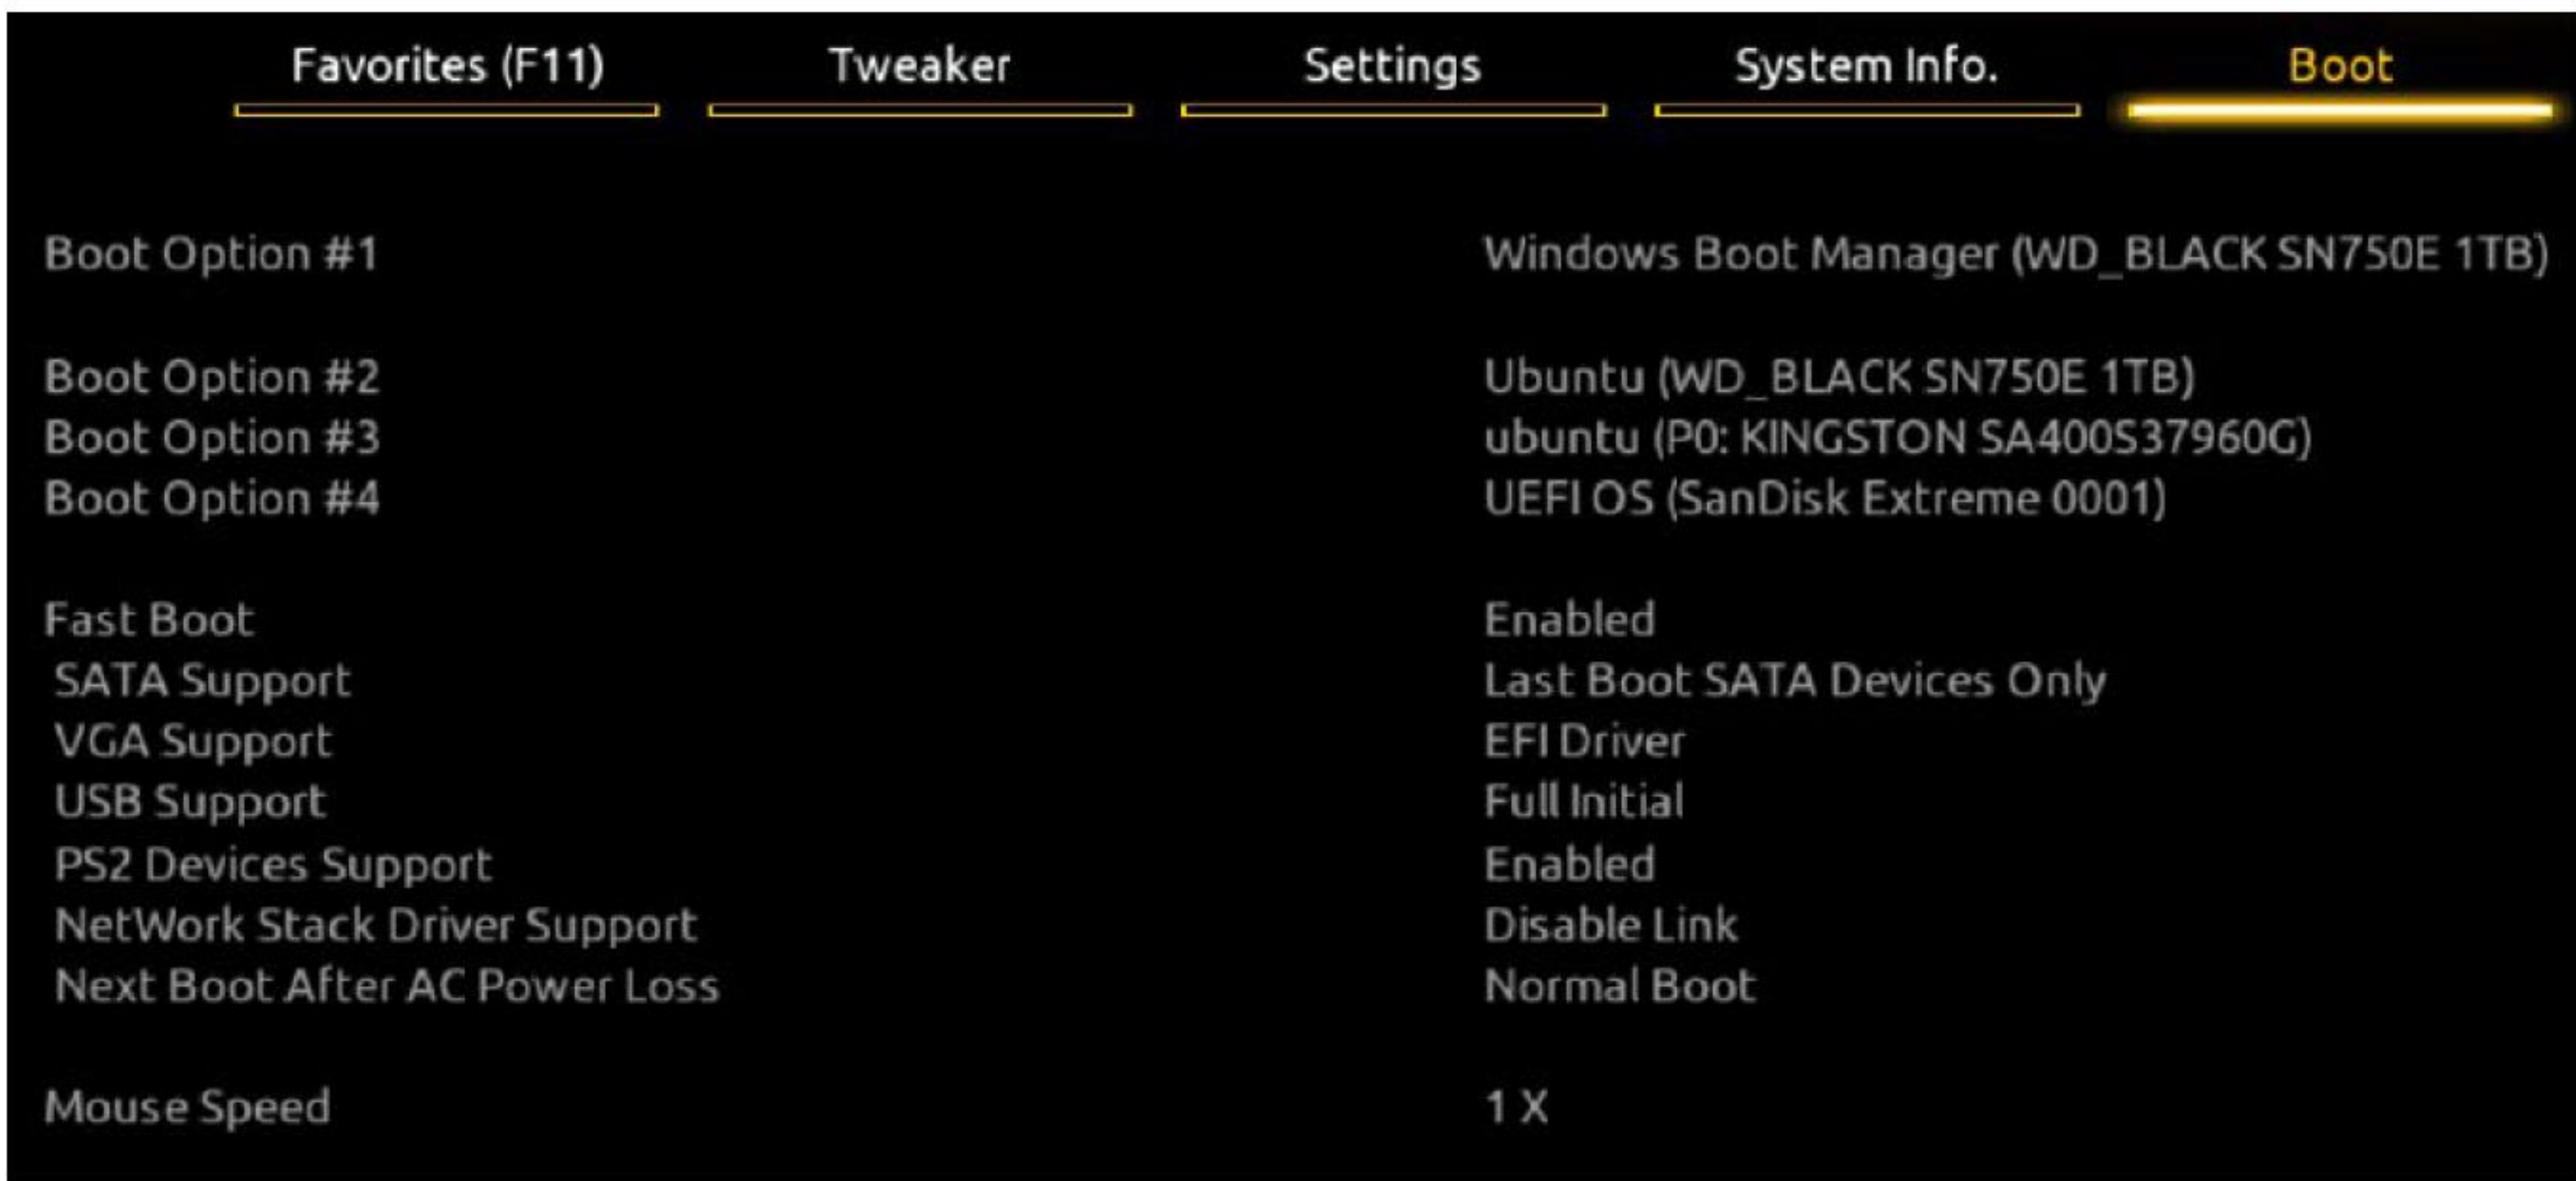 Favorites (F11) Tweaker Settings System Info. Boot
Boot Option #1 Windows Boot Manager (WD_BLACK SN750E 1TB)
Boot Option #2 Ubuntu (WD_BLACK SN750E 1TB)
Boot Option #3 ubuntu (P0: KINGSTON SA400S37960G)
Boot Option #4 UEFI OS (SanDisk Extreme 0001)
Fast Boot Enabled
SATA Support Last Boot SATA Devices Only
VGA Support EFI Driver
USB Support Full Initial
PS2 Devices Support Enabled
NetWork Stack Driver Support Disable Link
Next Boot After AC Power Loss Normal Boot
Mouse Speed 1 X